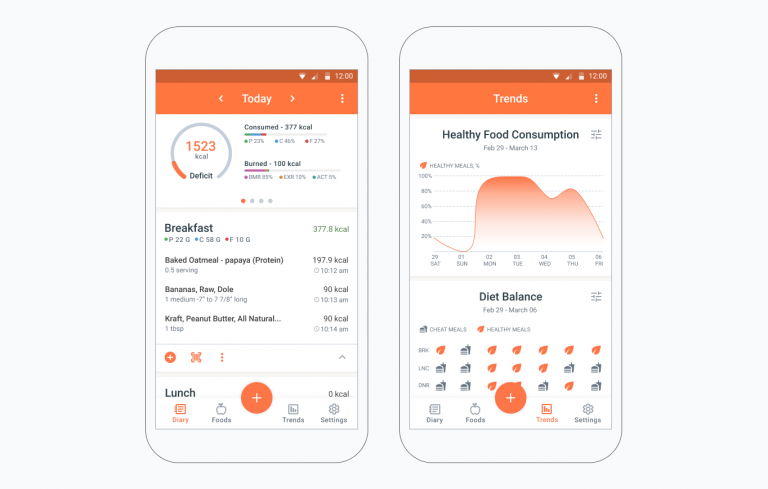 12:00
Today
Consumed - 377 kcal
P 23% C 46% F 27%
1523
kcal
Deficit
Burned - 100 kcal
BMR 85% EXR 10% ACT 5%
Breakfast 377.8 kcal
P 22 G C 58 G F 10 G
Baked Oatmeal - papaya (Protein) 197.9 kcal
0.5 serving 10:12 am
Bananas, Raw, Dole 90 kcal
1 medium -7" to 7 7/8" long 10:13 am
Kraft, Peanut Butter, All Natural... 90 kcal
1 tbsp 10:14 am
Lunch 0 kcal
Diary Foods Trends Settings
12:00
Trends
Healthy Food Consumption
Feb 29 - March 13
HEALTHY MEALS, %
100%
80%
60%
40%
20%
29 01 02 03 04 05 06
SAT SUN MON TUE WED THU FRI
Diet Balance
Feb 29 - March 06
CHEAT MEALS HEALTHY MEALS
BRK
LNC
DNR
Diary Foods Trends Settings